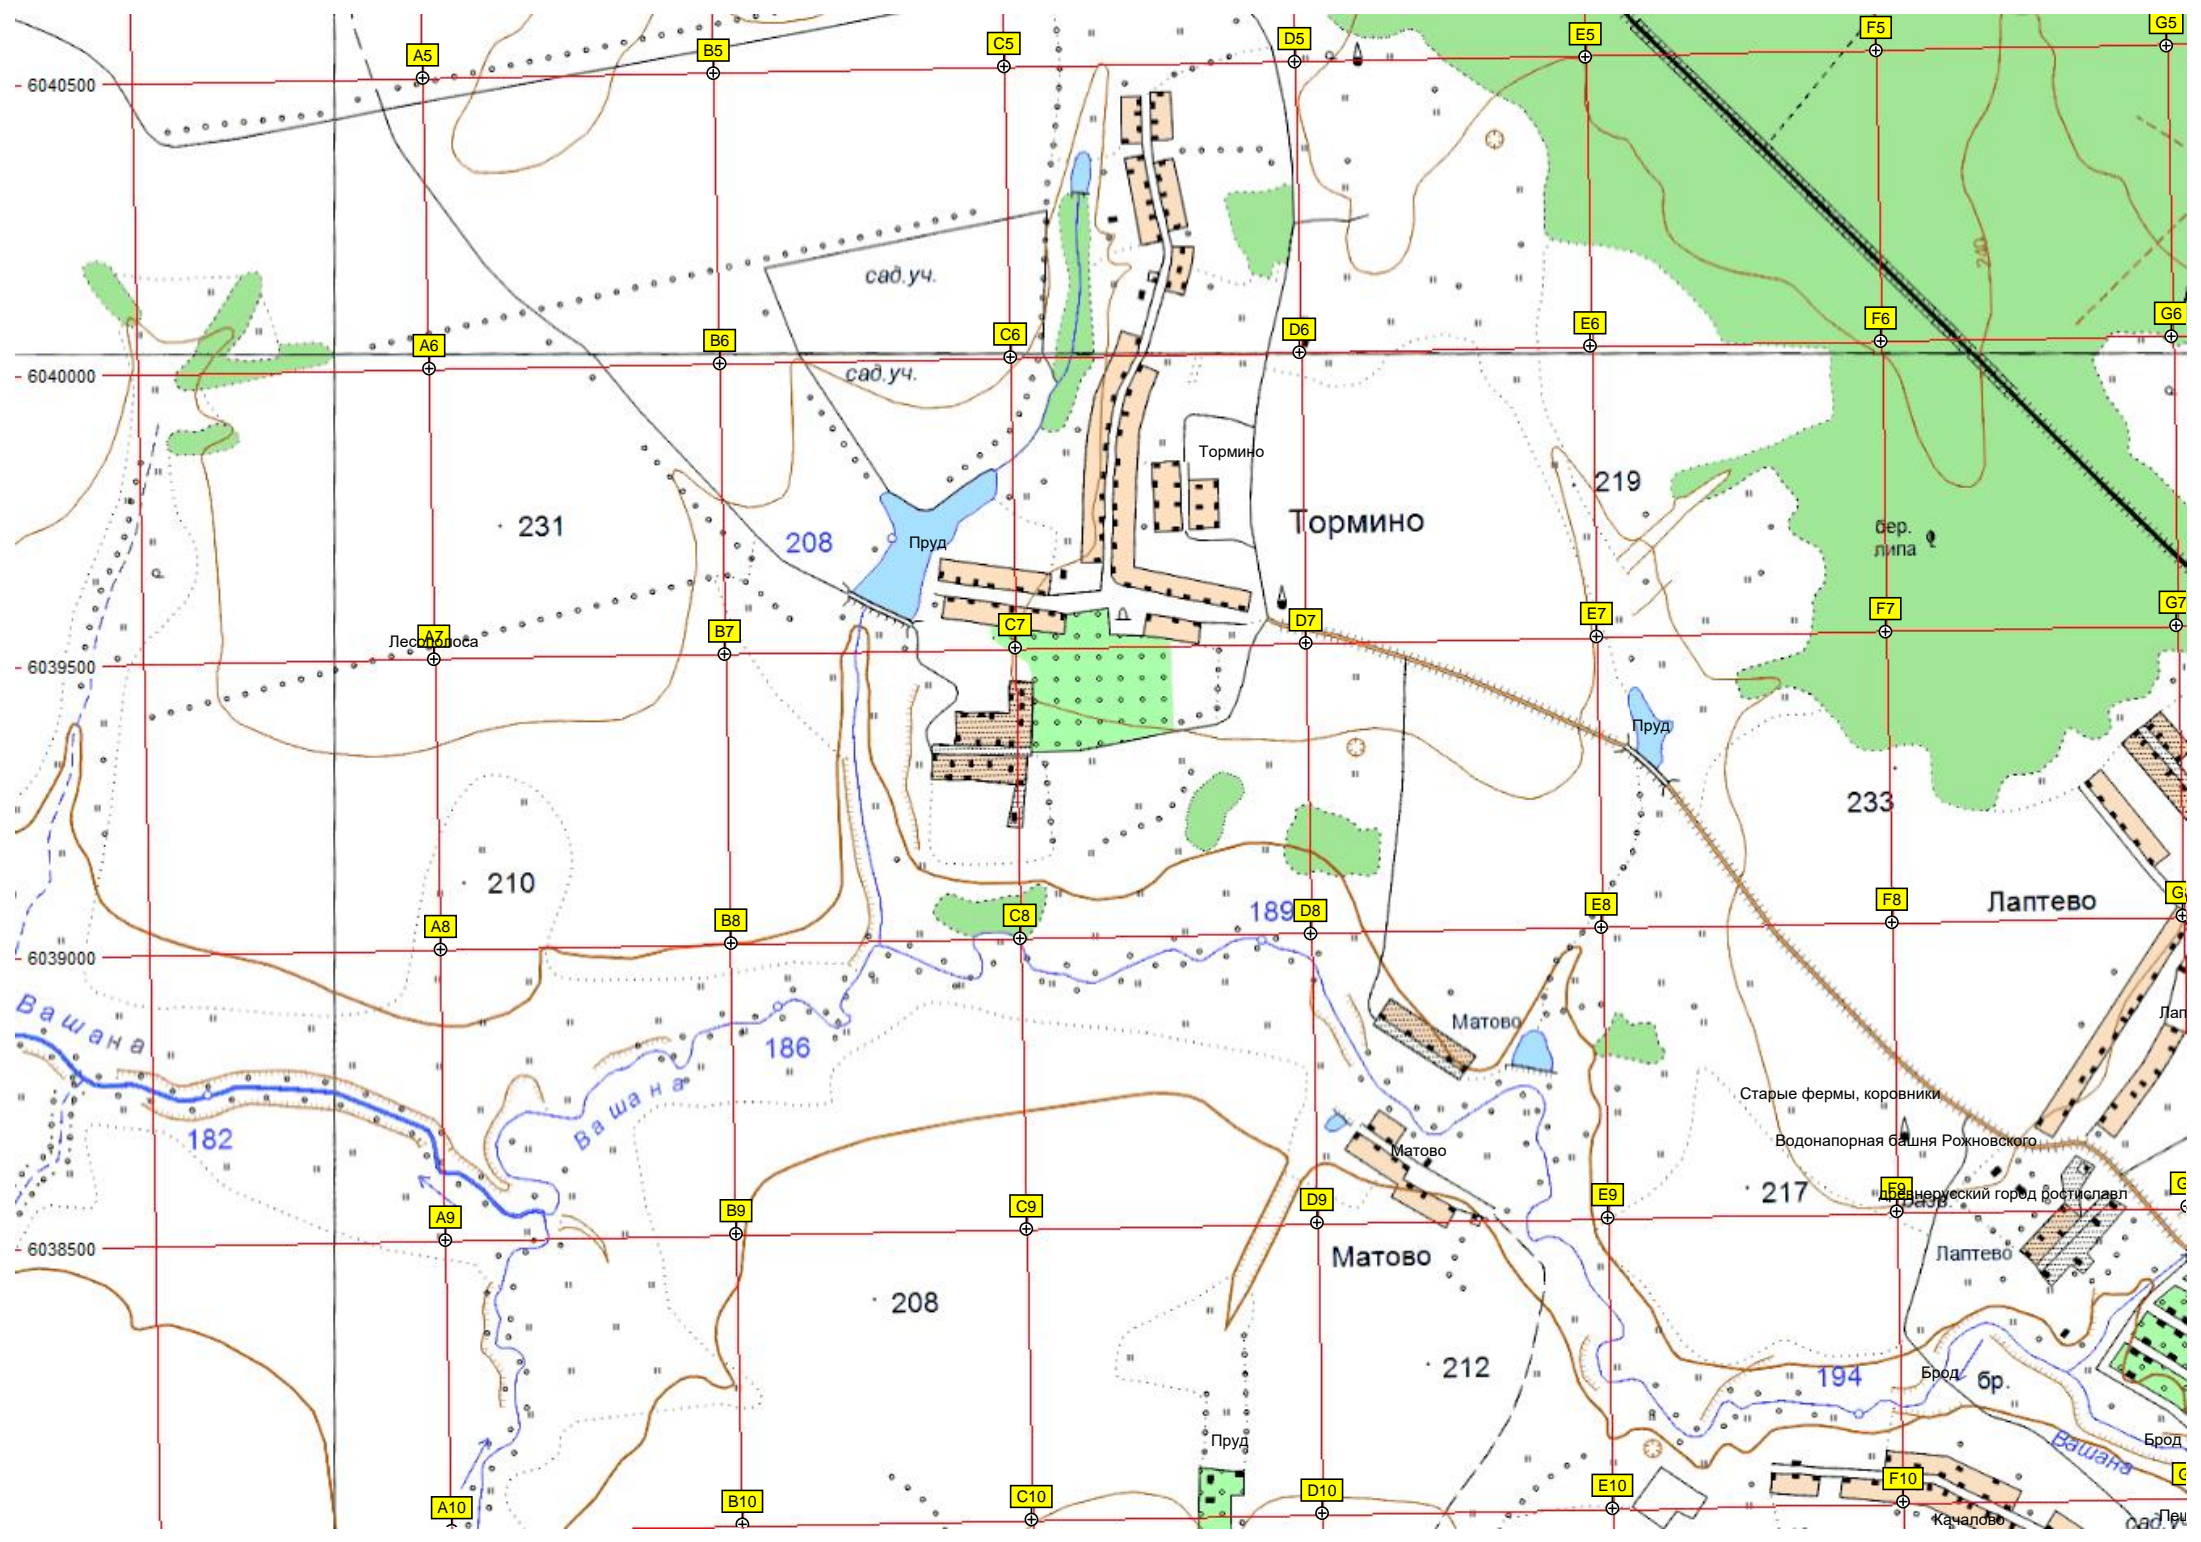 A5
B5
C5
D5
E5
F5
G5
6040500
240
сад.уч.
A6
B6
C6
D6
E6
F6
G6
6040000
сад.уч.
Тормино
219
231
208
Пруд
Тормино
бер.
липа
A7
Лесополоса
B7
C7
D7
E7
F7
G7
6039500
Пруд
233
210
Лаптево
189
A8
B8
C8
D8
E8
F8
6039000
Вашана
186
Матово
Вашана
182
Старые фермы, коровники
Водонапорная башня Рожновского
Матово
217
древнерусский город ростиславл
A9
B9
C9
D9
E9
F9
6038500
Матово
Лаптево
208
212
194
Брод
бр.
Пруд
Вашана
Брод
A10
B10
C10
D10
E10
F10
Качалово